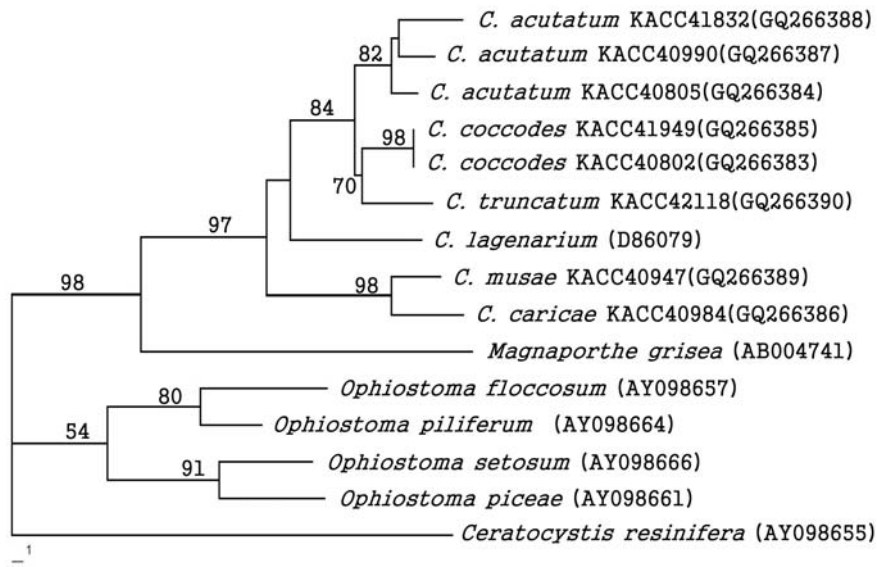 C. acutatum KACC41832(GQ266388)
82
C. acutatum KACC40990(GQ266387)
C. acutatum KACC40805(GQ266384)
84
C. coccodes KACC41949(GQ266385)
98
C. coccodes KACC40802(GQ266383)
70
C. truncatum KACC42118(GQ266390)
97
C. lagenarium (D86079)
C. musae KACC40947(GQ266389)
98
98
C. caricae KACC40984(GQ266386)
Magnaporthe grisea (AB004741)
Ophiostoma floccosum (AY098657)
80
Ophiostoma piliferum (AY098664)
54
Ophiostoma setosum (AY098666)
91
Ophiostoma piceae (AY098661)
Ceratocystis resinifera (AY098655)
1